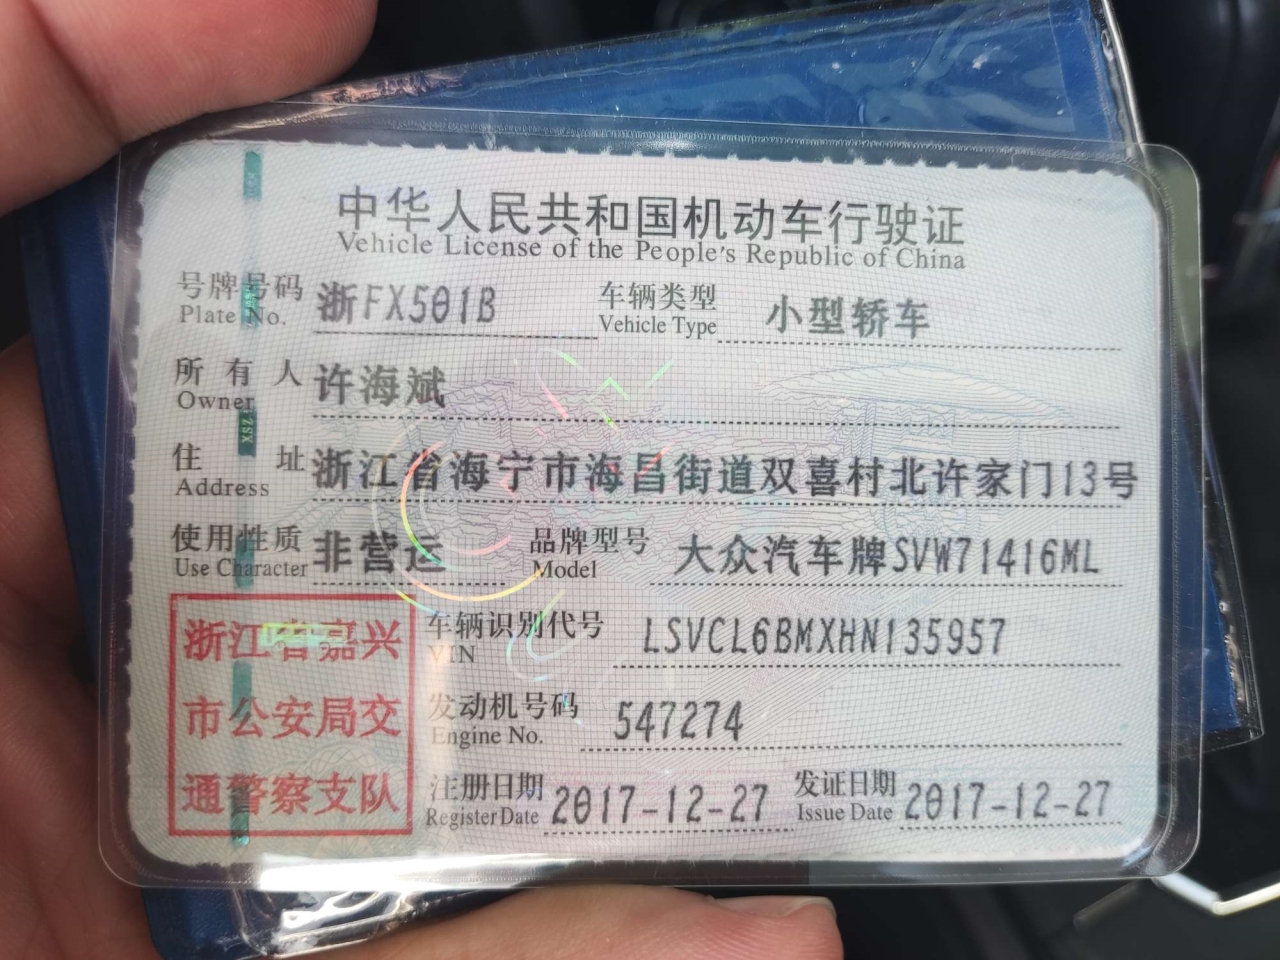 中华人民共和国机动车行驶证
Vehicle License of the People's Republic of China
号牌号码 浙FX501B 车辆类型 小型轿车
Plate No. Vehicle Type
所有人 许海斌
Owner
住址 浙江省海宁市海昌街道双喜村北许家门13号
Address
使用性质 非营运 品牌型号 大众汽车牌SVW71416ML
Use Character Model
车辆识别代号 LSVCL6BMXHN135957
VIN
发动机号码 547274
Engine No.
注册日期 2017-12-27 发证日期 2017-12-27
Register Date Issue Date
浙江省嘉兴
市公安局交
通警察支队
XSZ